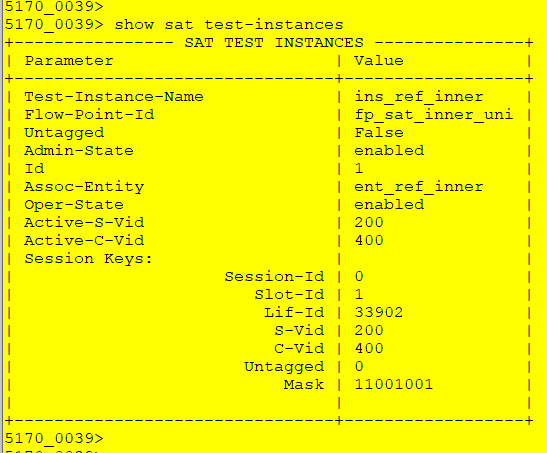 5170_0039>
5170_0039> show sat test-instances
+---------------- SAT TEST INSTANCES ---------------+
| Parameter | Value |
+--------------------------------+------------------+
| Test-Instance-Name | ins_ref_inner |
| Flow-Point-Id | fp_sat_inner_uni |
| Untagged | False |
| Admin-State | enabled |
| Id | 1 |
| Assoc-Entity | ent_ref_inner |
| Oper-State | enabled |
| Active-S-Vid | 200 |
| Active-C-Vid | 400 |
| Session Keys: | |
| Session-Id | 0 |
| Slot-Id | 1 |
| Lif-Id | 33902 |
| S-Vid | 200 |
| C-Vid | 400 |
| Untagged | 0 |
| Mask | 11001001 |
| | |
+--------------------------------+------------------+
5170_0039>